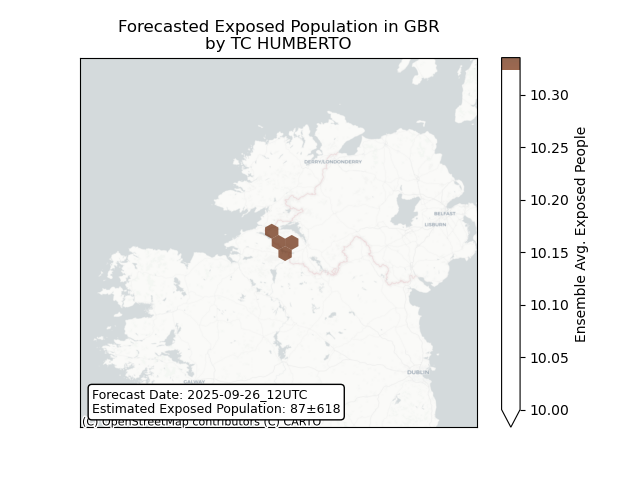 Forecasted Exposed Population in GBR
by TC HUMBERTO
DERRY/LONDONDERRY
BELFAST
LISBURN
DUBLIN
GALWAY
Forecast Date: 2025-09-26_12UTC
Estimated Exposed Population: 87±618
(C) OpenStreetMap contributors (C) CARTO
10.30
10.25
10.20
10.15
10.10
10.05
10.00
Ensemble Avg. Exposed People